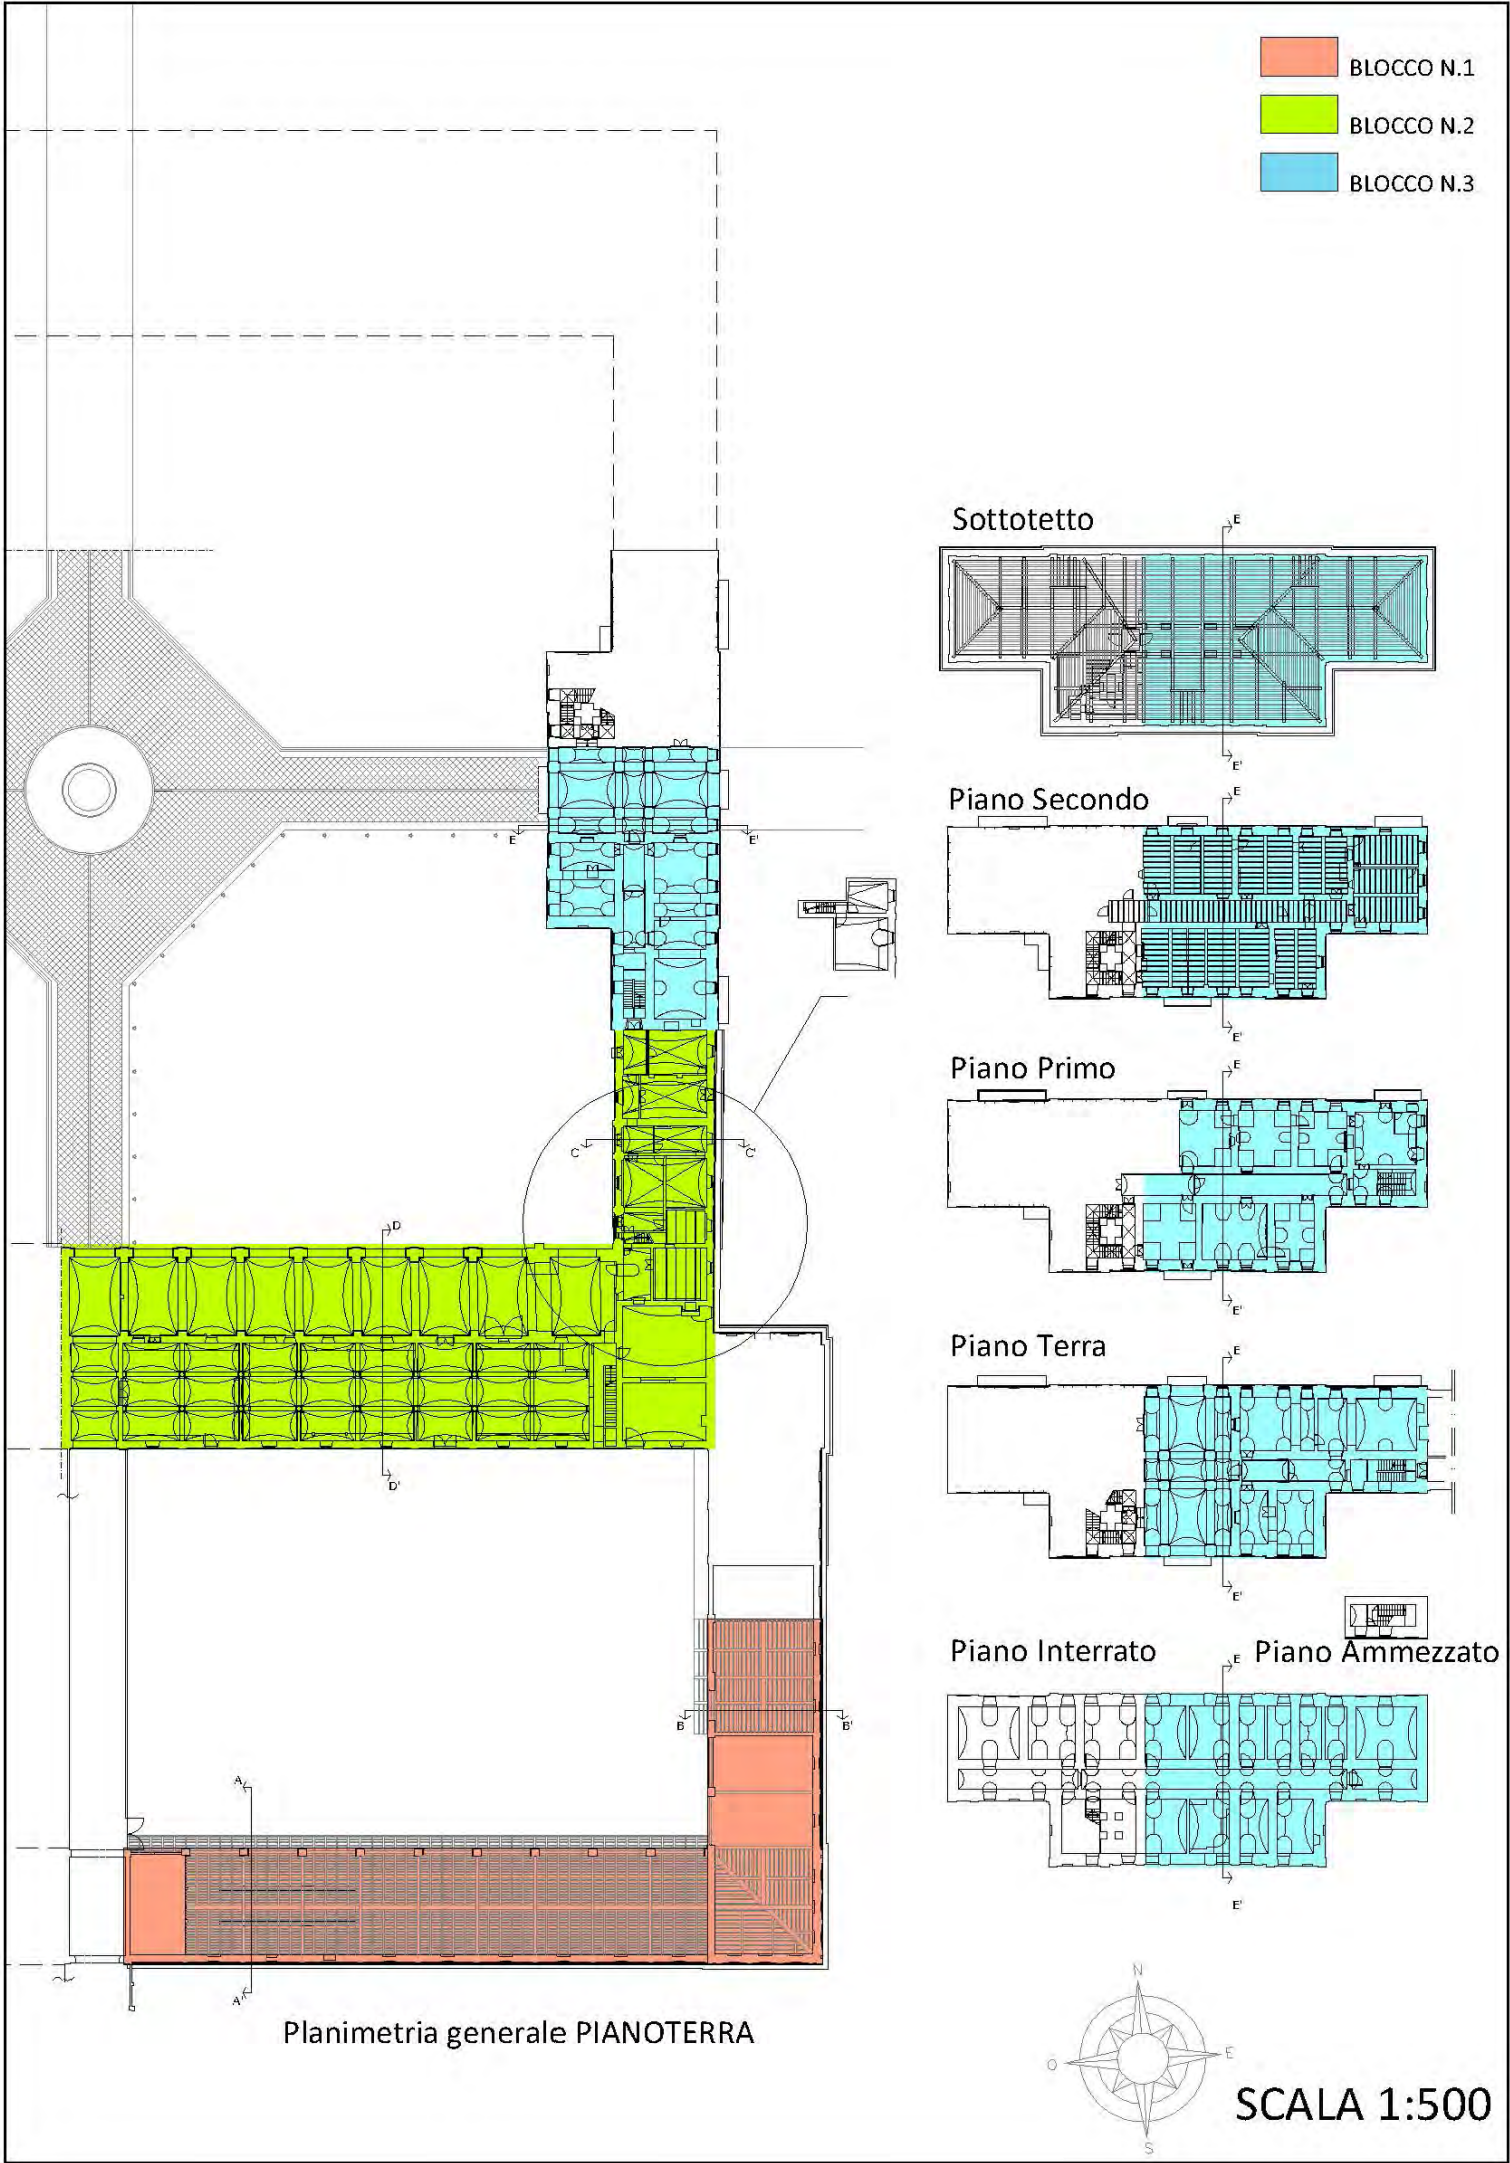 BLOCCO N.1
BLOCCO N.2
BLOCCO N.3
Sottotetto
E
E'
Piano Secondo
E
E'
E
E'
Piano Primo
E
E'
C
C'
D
D'
Piano Terra
E
E'
Piano Interrato
E
Piano Ammezzato
B
B'
A
A'
E'
Planimetria generale PIANOTERRA
N
O
E
S
SCALA 1:500